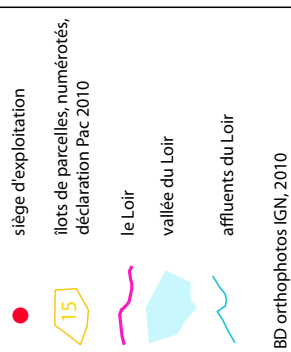 siège d'exploitation
îlots de parcelles, numérotés,
déclaration Pac 2010
15
le Loir
vallée du Loir
affluents du Loir
BD orthophotos IGN, 2010